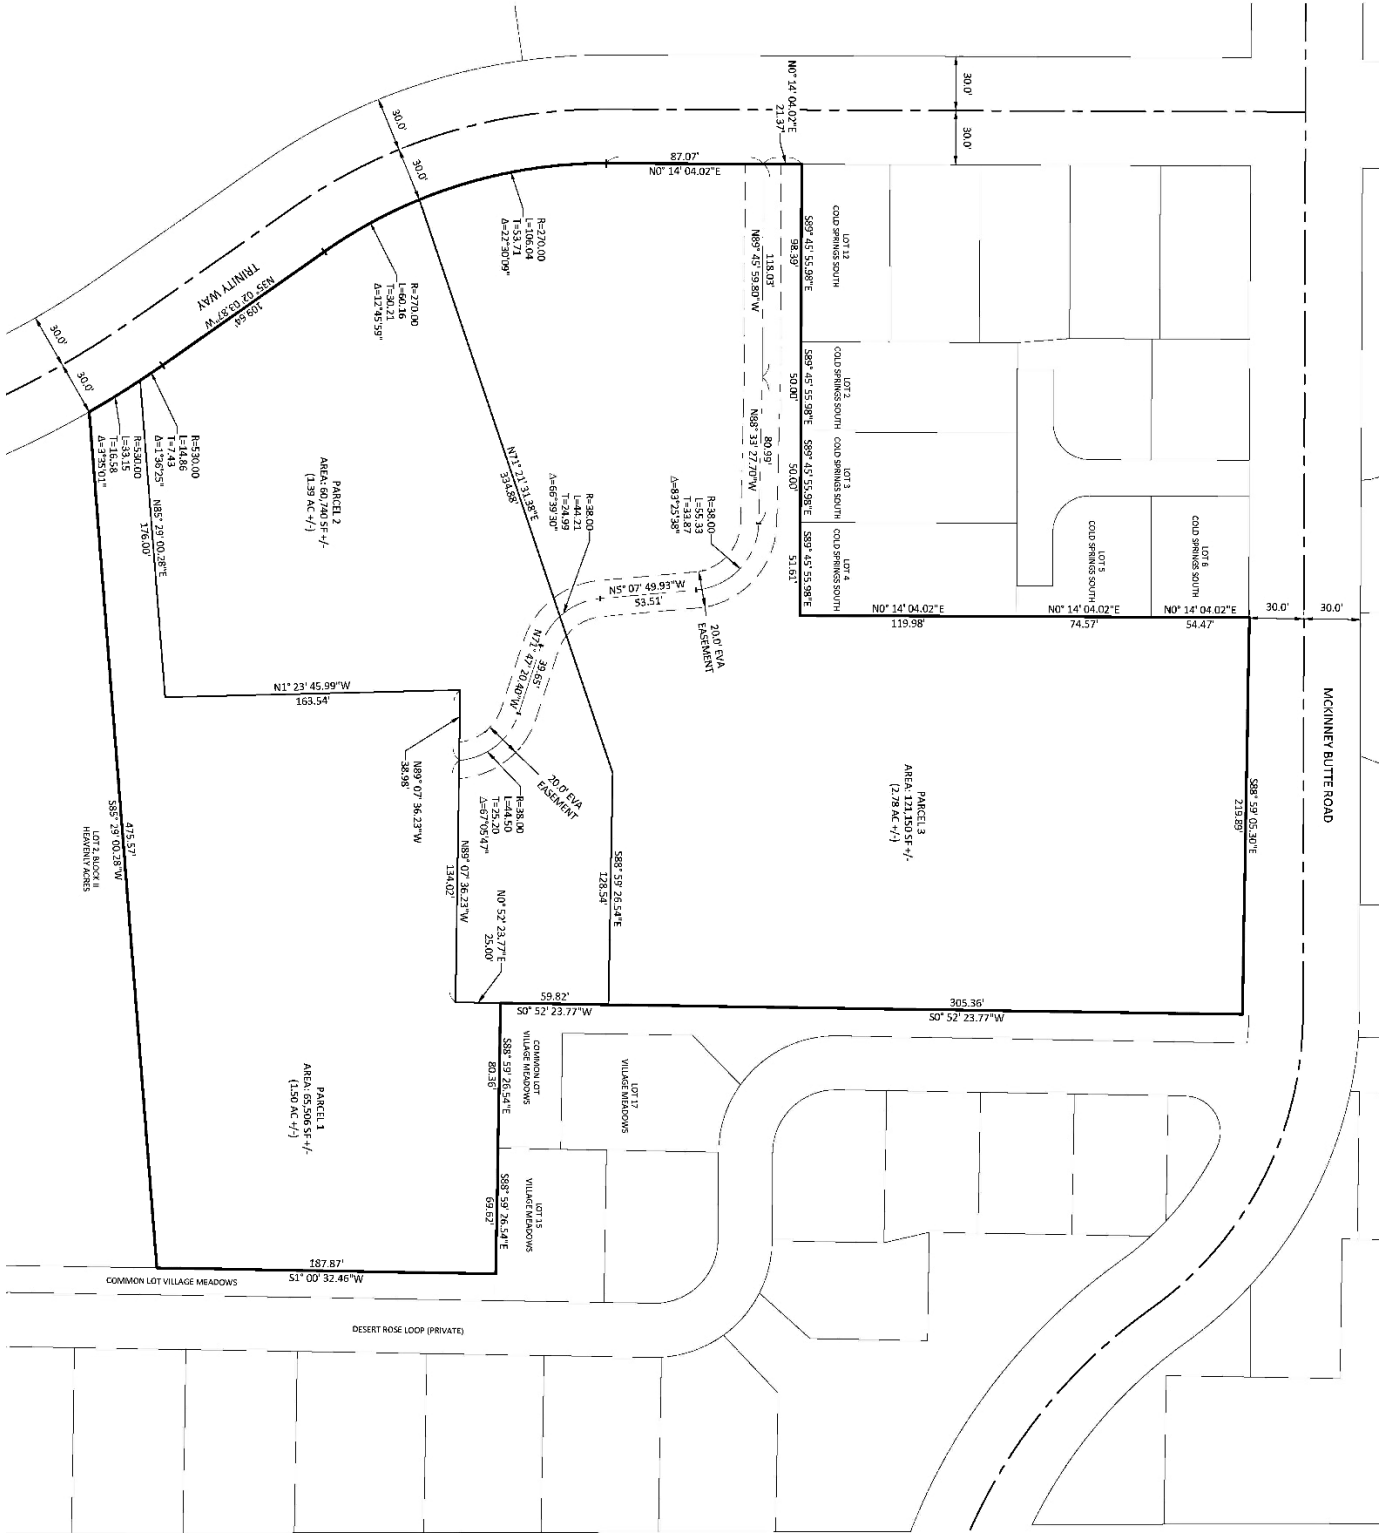 30.0'
30.0'
N0° 14' 04.02"E
21.37'
30.0'
30.0'
87.07'
N0° 14' 04.02"E
R=270.00
L=106.04
T=53.71
Δ=22°30'09"
R=270.00
L=60.16
T=30.21
Δ=12°45'59"
TRINITY WAY
N35° 02' 03.87"W
109.64'
30.0'
30.0'
R=530.00
L=14.86
T=7.43
Δ=1°36'25"
R=530.00
L=33.15
T=16.58
Δ=3°35'01"
S89° 45' 55.98"E
98.39'
LOT 12
COLD SPRINGS SOUTH
118.03'
N89° 45' 59.80"W
S89° 45' 55.98"E
50.00'
LOT 2
COLD SPRINGS SOUTH
S89° 45' 55.98"E
50.00'
LOT 3
COLD SPRINGS SOUTH
S89° 45' 55.98"E
51.61'
LOT 4
COLD SPRINGS SOUTH
LOT 5
COLD SPRINGS SOUTH
LOT 6
COLD SPRINGS SOUTH
80.99'
N88° 33' 27.70"W
R=38.00
L=55.33
T=33.87
Δ=83°25'38"
N71° 21' 31.38"E
334.88'
R=38.00
L=44.21
T=24.99
Δ=66°39'30"
PARCEL 2
AREA: 60,740 SF +/-
(1.39 AC +/-)
N85° 29' 00.28"E
176.00'
N5° 07' 49.93"W
53.51'
20.0' EVA
EASEMENT
N0° 14' 04.02"E
119.98'
N0° 14' 04.02"E
74.57'
N0° 14' 04.02"E
54.47'
30.0'
30.0'
MCKINNEY BUTTE ROAD
39.65'
N71° 47' 20.40"W
N1° 23' 45.99"W
163.54'
N89° 07' 36.23"W
38.98'
20.0' EVA
EASEMENT
R=38.00
L=44.50
T=25.20
Δ=67°05'47"
PARCEL 3
AREA: 121,150 SF +/-
(2.78 AC +/-)
S88° 59' 05.30"E
219.89'
475.57'
S85° 29' 00.28"W
LOT 2, BLOCK II
HEAVENLY ACRES
N89° 07' 36.23"W
134.02'
S88° 59' 26.54"E
128.54'
N0° 52' 23.77"E
25.00'
59.82'
S0° 52' 23.77"W
305.36'
S0° 52' 23.77"W
PARCEL 1
AREA: 65,506 SF +/-
(1.50 AC +/-)
S88° 59' 26.54"E
80.36'
COMMON LOT
VILLAGE MEADOWS
LOT 17
VILLAGE MEADOWS
S88° 59' 26.54"E
69.62'
LOT 15
VILLAGE MEADOWS
187.87'
S1° 00' 32.46"W
COMMON LOT VILLAGE MEADOWS
DESERT ROSE LOOP (PRIVATE)